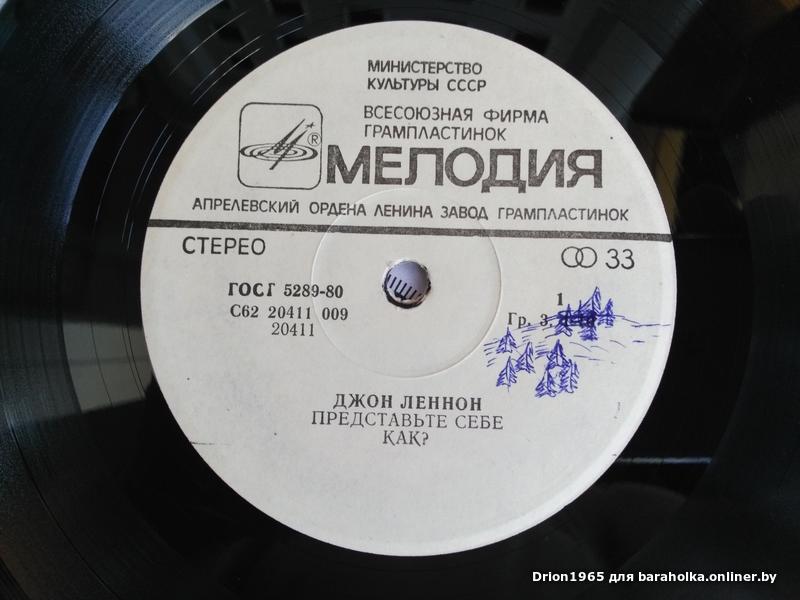 МИНИСТЕРСТВО
КУЛЬТУРЫ СССР
ВСЕСОЮЗНАЯ ФИРМА
ГРАМПЛАСТИНОК
®
МЕЛОДИЯ
АПРЕЛЕВСКИЙ ОРДЕНА ЛЕНИНА ЗАВОД ГРАМПЛАСТИНОК
СТЕРЕО
33
ГОСТ 5289-80
С62 20411 009
20411
1
Гр. 3.
ДЖОН ЛЕННОН
ПРЕДСТАВЬТЕ СЕБЕ
КАК?
Drion1965 для baraholka.onliner.by